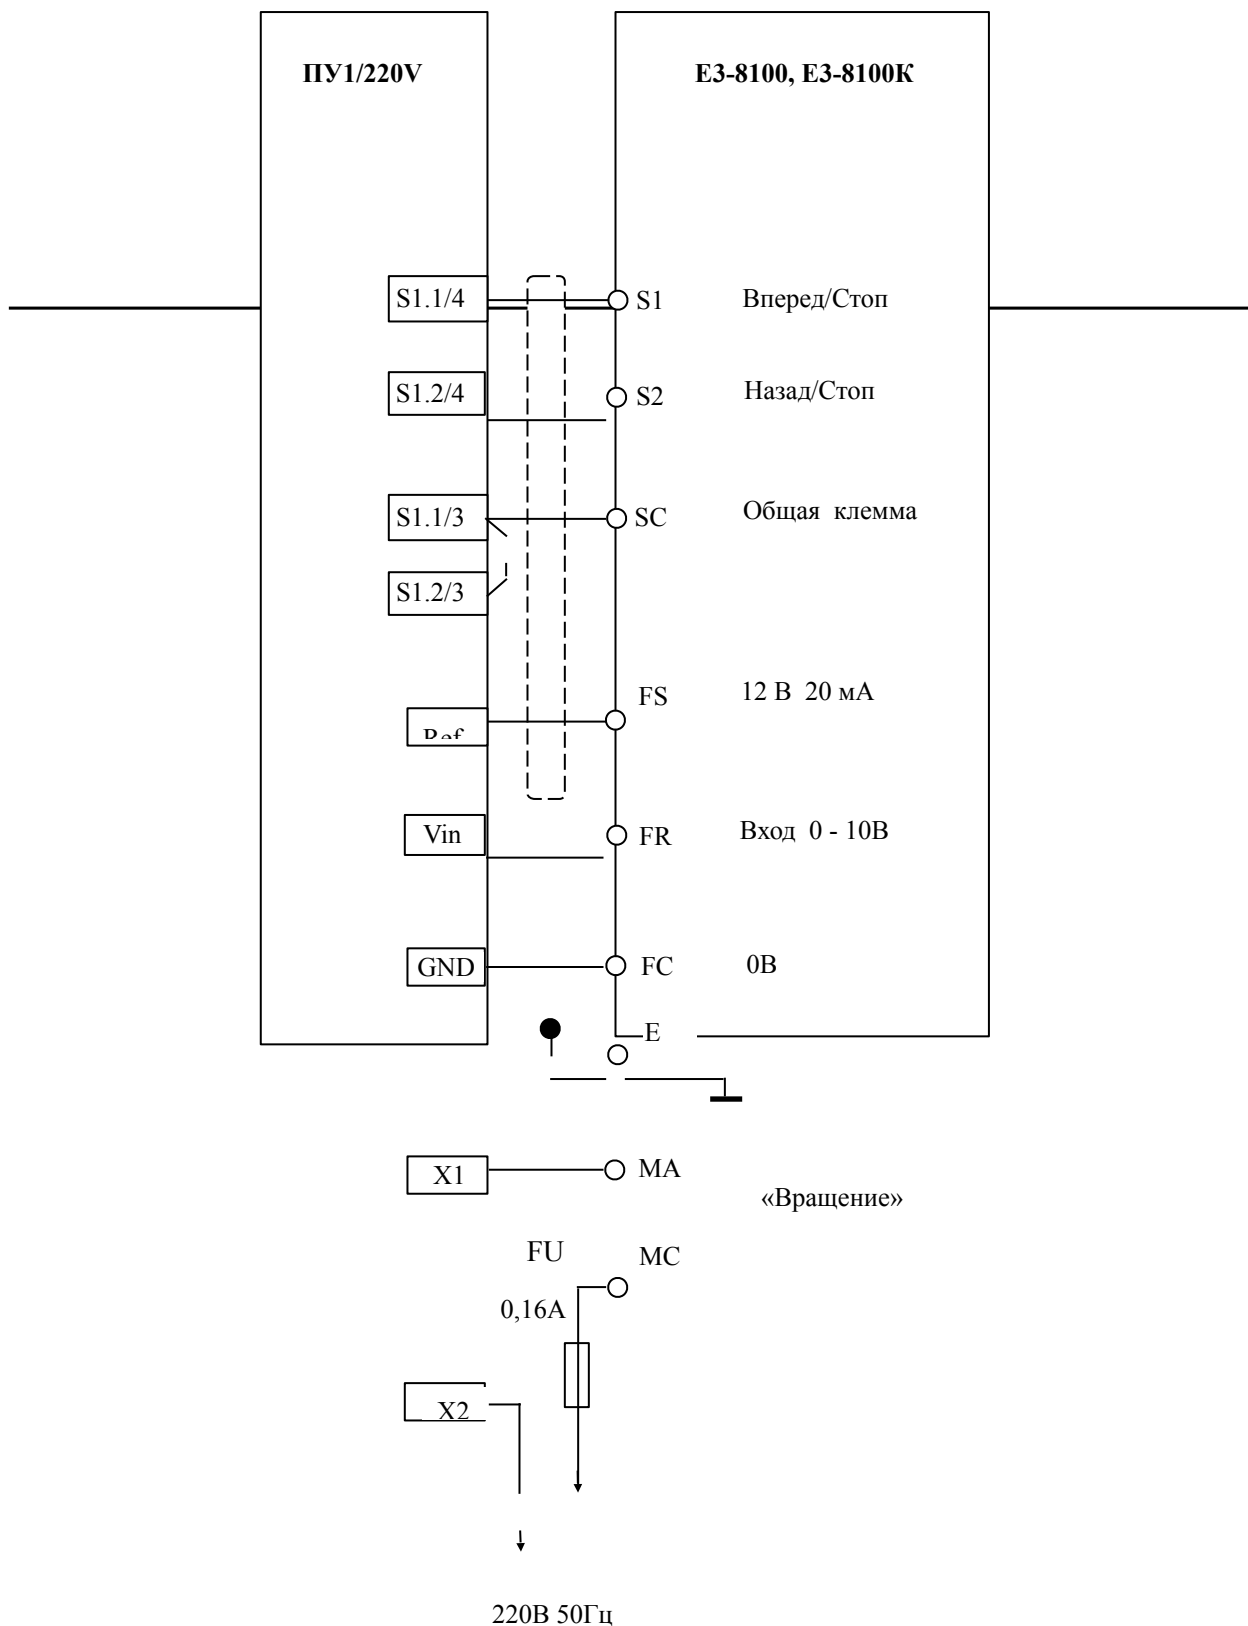 ПУ1/220V
Е3-8100, Е3-8100К
S1.1/4
S1
Вперед/Стоп
S1.2/4
S2
Назад/Стоп
S1.1/3
SC
Общая клемма
S1.2/3
FS
12 В 20 мА
Ref
Vin
FR
Вход 0 - 10В
GND
FC
0В
E
X1
MA
«Вращение»
FU
MC
0,16А
X2
220В 50Гц